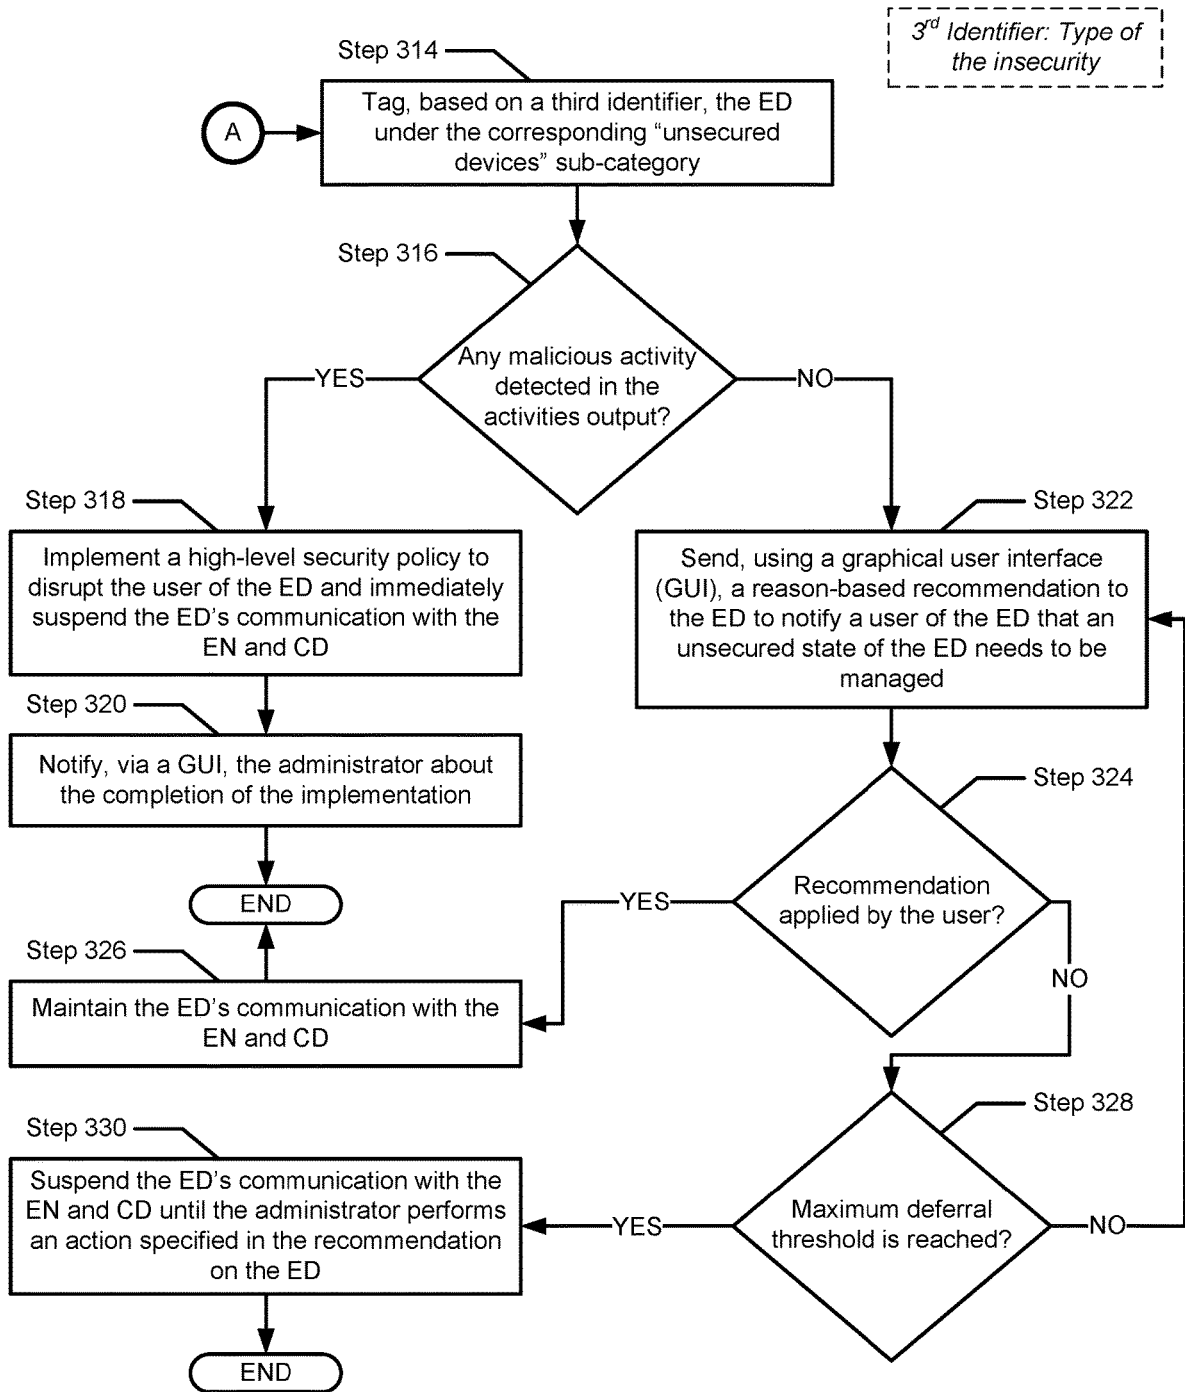 3rd Identifier: Type of
the insecurity
Step 314
A
Tag, based on a third identifier, the ED
under the corresponding “unsecured
devices” sub-category
Step 316
Any malicious activity
detected in the
activities output?
YES
NO
Step 318
Implement a high-level security policy to
disrupt the user of the ED and immediately
suspend the ED’s communication with the
EN and CD
Step 322
Send, using a graphical user interface
(GUI), a reason-based recommendation to
the ED to notify a user of the ED that an
unsecured state of the ED needs to be
managed
Step 320
Notify, via a GUI, the administrator about
the completion of the implementation
END
Step 324
Recommendation
applied by the user?
YES
NO
Step 326
Maintain the ED’s communication with the
EN and CD
Step 328
Maximum deferral
threshold is reached?
YES
NO
Step 330
Suspend the ED’s communication with the
EN and CD until the administrator performs
an action specified in the recommendation
on the ED
END